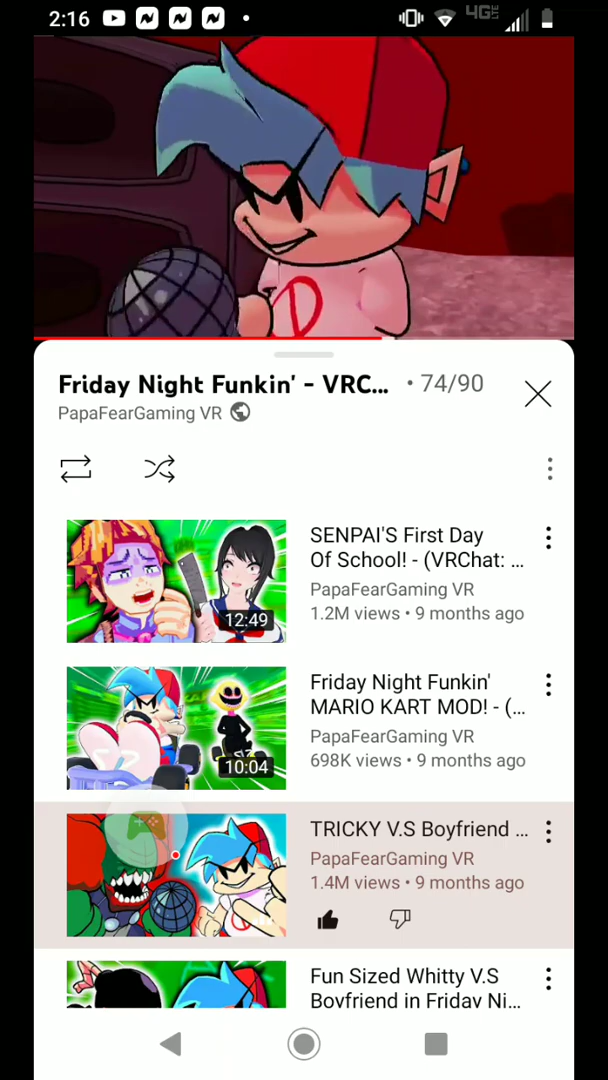 2:16
4G LTE
Friday Night Funkin' - VRC... • 74/90
PapaFearGaming VR
SENPAI'S First Day
Of School! - (VRChat: ...
PapaFearGaming VR
1.2M views • 9 months ago
12:49
Friday Night Funkin'
MARIO KART MOD! - (...
PapaFearGaming VR
698K views • 9 months ago
10:04
TRICKY V.S Boyfriend ...
PapaFearGaming VR
1.4M views • 9 months ago
Fun Sized Whitty V.S
Boyfriend in Friday Ni...